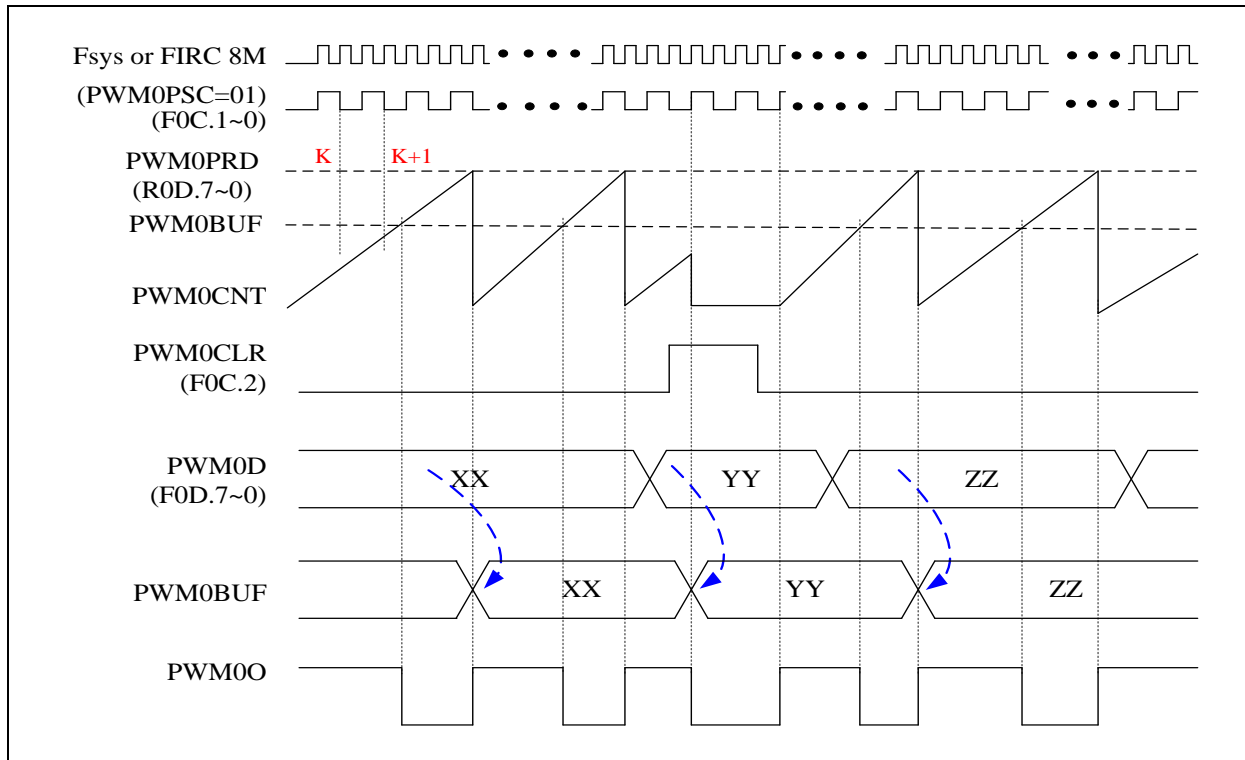 Fsys or FIRC 8M
(PWM0PSC=01)
(F0C.1~0)
K
K+1
PWM0PRD
(R0D.7~0)
PWM0BUF
PWM0CNT
PWM0CLR
(F0C.2)
PWM0D
(F0D.7~0)
XX
YY
ZZ
PWM0BUF
XX
YY
ZZ
PWM0O